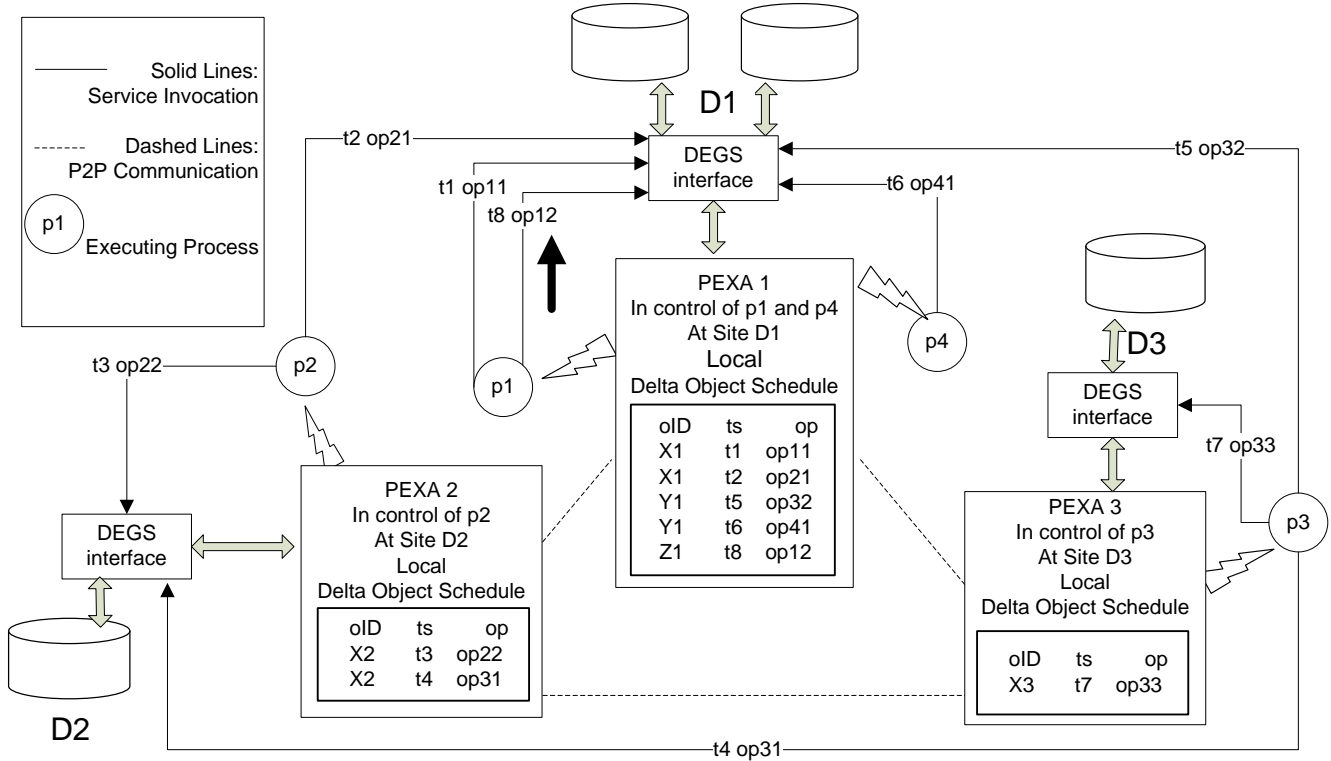 Solid Lines:
Service Invocation
Dashed Lines:
P2P Communication
p1
Executing Process
D1
DEGS
interface
t2 op21
t1 op11
t8 op12
t5 op32
t6 op41
p2
t3 op22
p1
p4
PEXA 1
In control of p1 and p4
At Site D1
Local
Delta Object Schedule
oID ts op
X1 t1 op11
X1 t2 op21
Y1 t5 op32
Y1 t6 op41
Z1 t8 op12
D3
DEGS
interface
t7 op33
p3
PEXA 2
In control of p2
At Site D2
Local
Delta Object Schedule
oID ts op
X2 t3 op22
X2 t4 op31
DEGS
interface
D2
PEXA 3
In control of p3
At Site D3
Local
Delta Object Schedule
oID ts op
X3 t7 op33
t4 op31